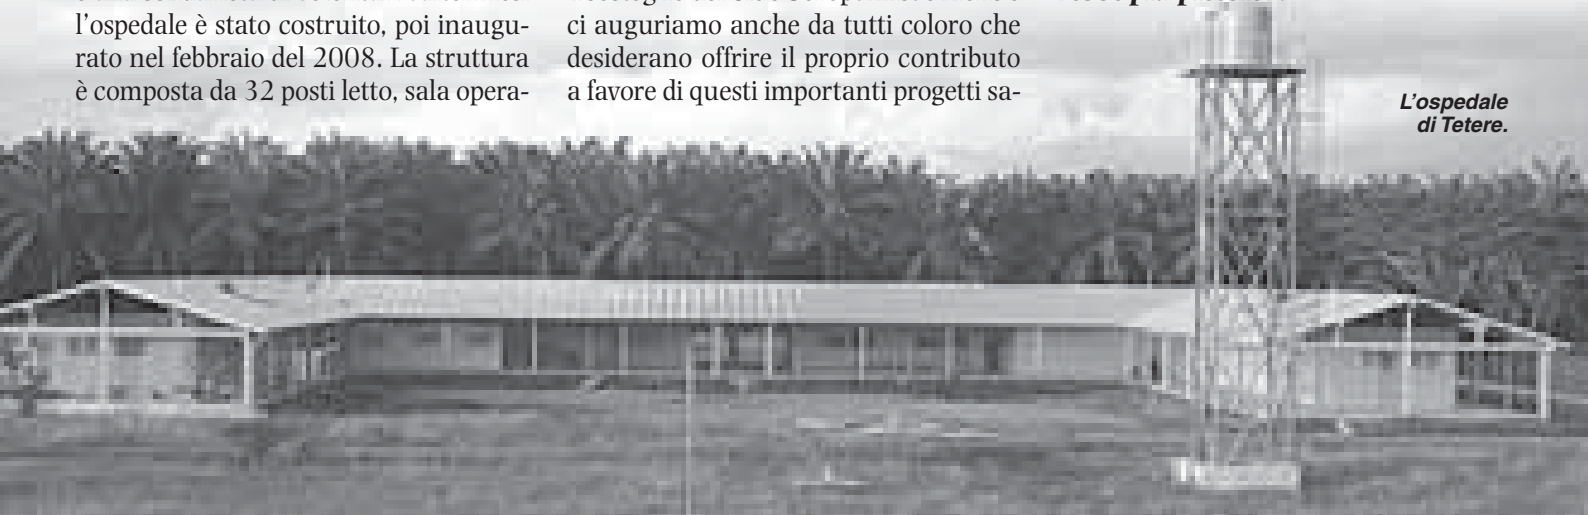 l’ospedale è stato costruito, poi inaugu-
rato nel febbraio del 2008. La struttura
è composta da 32 posti letto, sala opera-
ci auguriamo anche da tutti coloro che
desiderano offrire il proprio contributo
a favore di questi importanti progetti sa-
L’ospedale
di Tetere.